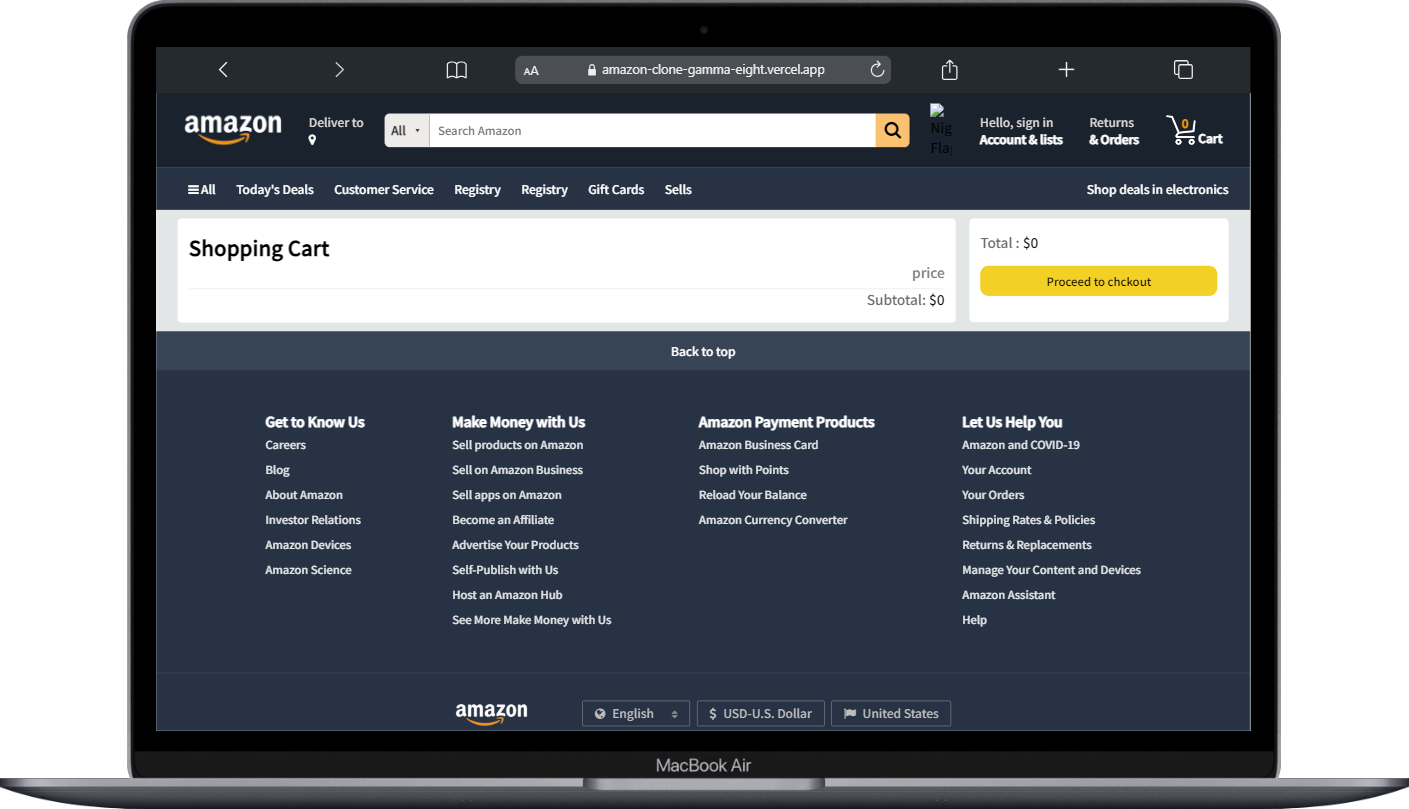 AA amazon-clone-gamma-eight.vercel.app
amazon
Deliver to
All
Search Amazon
Nig
Fla
Hello, sign in
Account & lists
Returns
& Orders
0
Cart
All Today's Deals Customer Service Registry Registry Gift Cards Sells Shop deals in electronics
Shopping Cart
price
Subtotal: $0
Total : $0
Proceed to chckout
Back to top
Get to Know Us
Careers
Blog
About Amazon
Investor Relations
Amazon Devices
Amazon Science
Make Money with Us
Sell products on Amazon
Sell on Amazon Business
Sell apps on Amazon
Become an Affiliate
Advertise Your Products
Self-Publish with Us
Host an Amazon Hub
See More Make Money with Us
Amazon Payment Products
Amazon Business Card
Shop with Points
Reload Your Balance
Amazon Currency Converter
Let Us Help You
Amazon and COVID-19
Your Account
Your Orders
Shipping Rates & Policies
Returns & Replacements
Manage Your Content and Devices
Amazon Assistant
Help
amazon
English
$ USD-U.S. Dollar
United States
MacBook Air